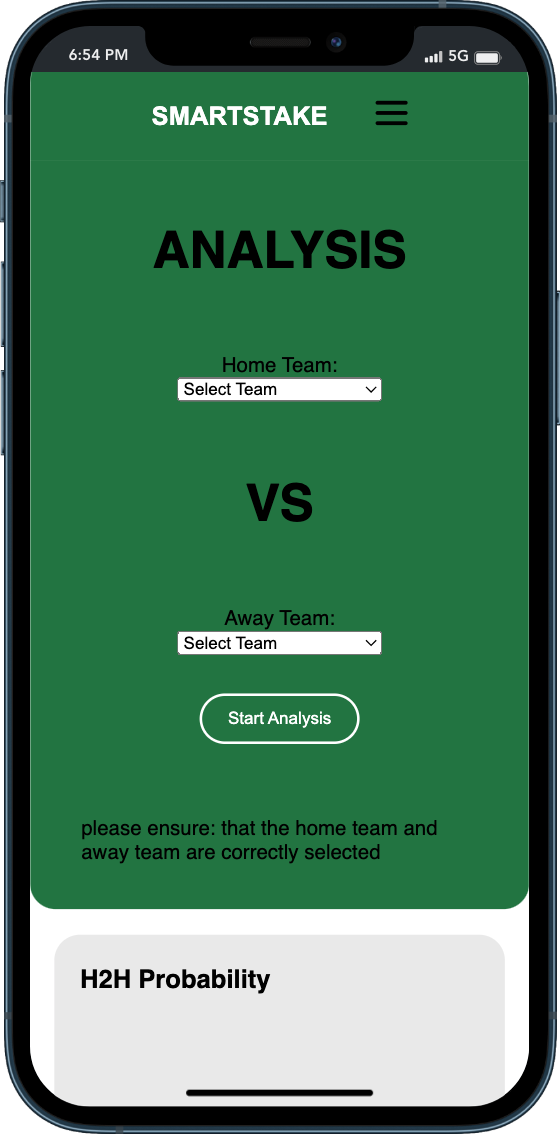 6:54 PM 5G
SMARTSTAKE
ANALYSIS
Home Team:
Select Team
VS
Away Team:
Select Team
Start Analysis
please ensure: that the home team and
away team are correctly selected
H2H Probability